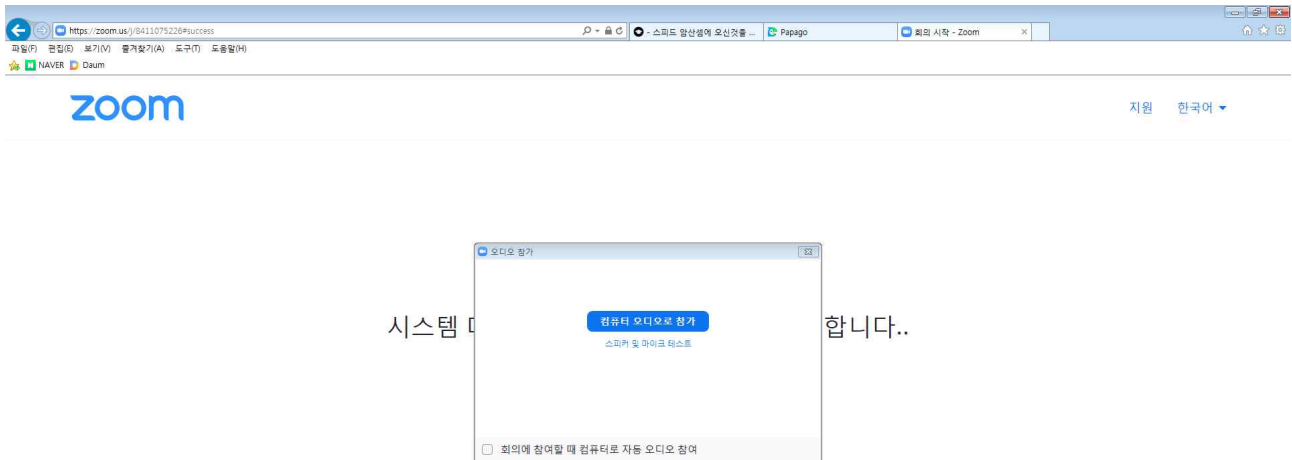 https://zoom.us/j/8411075226#success
- 스피드 암산셈에 오신것을 ...
Papago
회의 시작 - Zoom
파일(F) 편집(E) 보기(V) 즐겨찾기(A) 도구(T) 도움말(H)
NAVER Daum
zoom
지원 한국어
오디오 참가
컴퓨터 오디오로 참가
시스템 합니다..
스피커 및 마이크 테스트
회의에 참여할 때 컴퓨터로 자동 오디오 참여